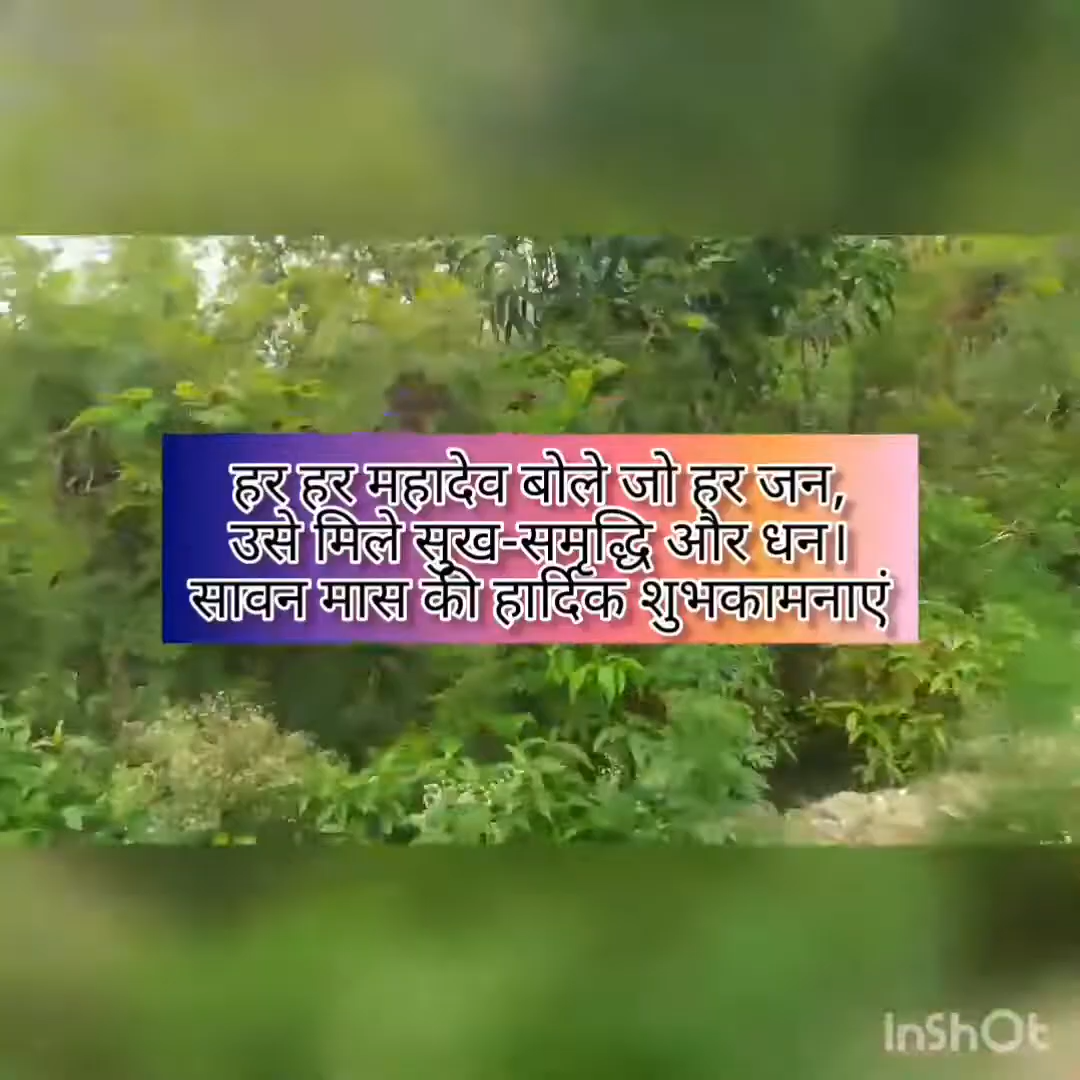 हर हर महादेव बोले जो हर जन,
उसे मिले सुख-समृद्धि और धन।
सावन मास की हार्दिक शुभकामनाएं
InShOt